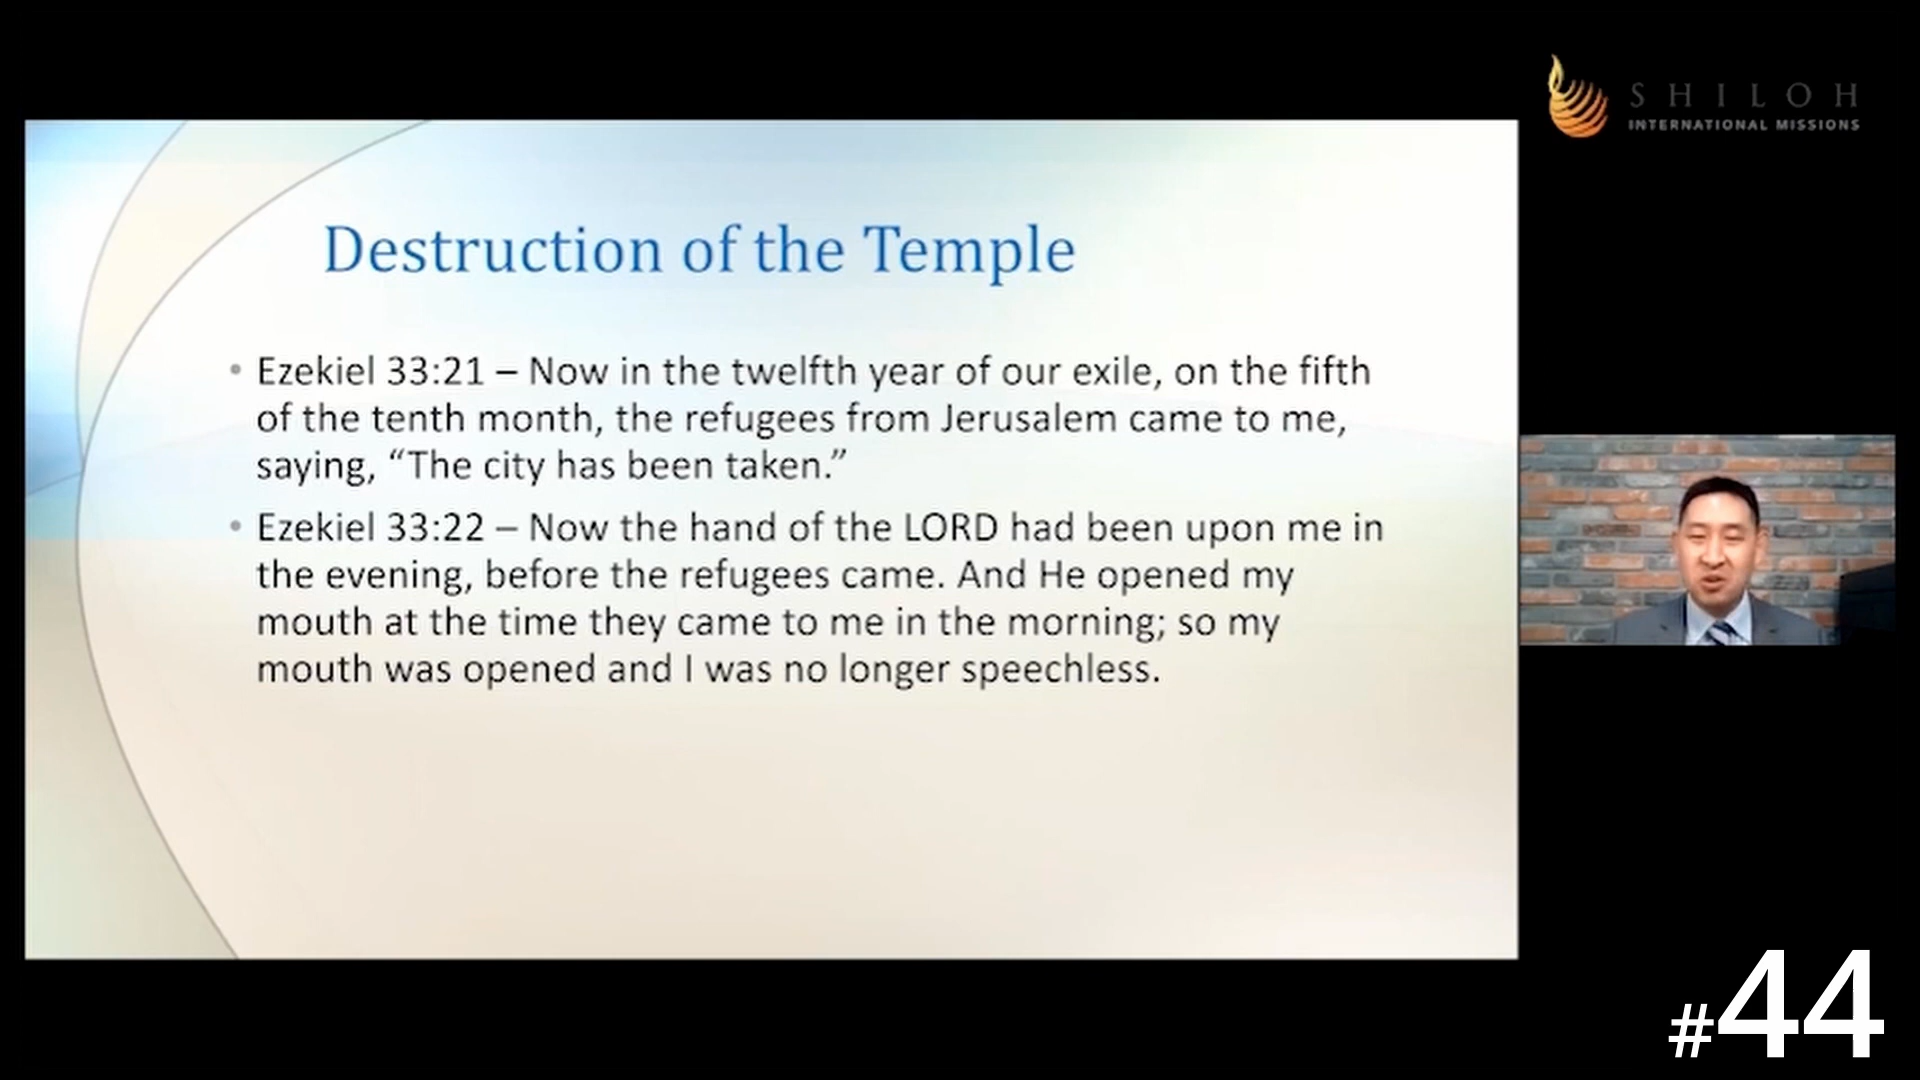 SHILOH
INTERNATIONAL MISSIONS
Destruction of the Temple
• Ezekiel 33:21 – Now in the twelfth year of our exile, on the fifth
of the tenth month, the refugees from Jerusalem came to me,
saying, “The city has been taken.”
• Ezekiel 33:22 – Now the hand of the LORD had been upon me in
the evening, before the refugees came. And He opened my
mouth at the time they came to me in the morning; so my
mouth was opened and I was no longer speechless.
#44